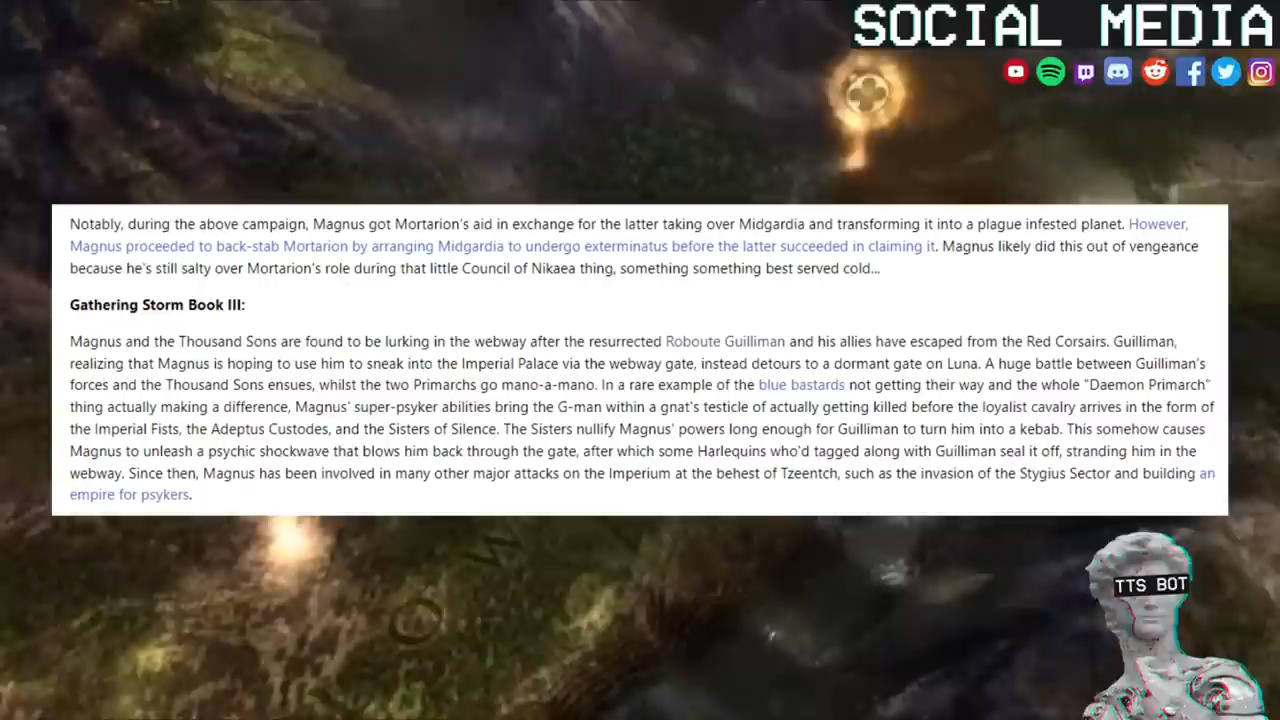 SOCIAL MEDIA
Notably, during the above campaign, Magnus got Mortarion's aid in exchange for the latter taking over Midgardia and transforming it into a plague infested planet. However,
Magnus proceeded to back-stab Mortarion by arranging Midgardia to undergo exterminatus before the latter succeeded in claiming it. Magnus likely did this out of vengeance
because he's still salty over Mortarion's role during that little Council of Nikaea thing, something something best served cold...
Gathering Storm Book III:
Magnus and the Thousand Sons are found to be lurking in the webway after the resurrected Roboute Guilliman and his allies have escaped from the Red Corsairs. Guilliman,
realizing that Magnus is hoping to use him to sneak into the Imperial Palace via the webway gate, instead detours to a dormant gate on Luna. A huge battle between Guilliman's
forces and the Thousand Sons ensues, whilst the two Primarchs go mano-a-mano. In a rare example of the blue bastards not getting their way and the whole "Daemon Primarch"
thing actually making a difference, Magnus' super-psyker abilities bring the G-man within a gnat's testicle of actually getting killed before the loyalist cavalry arrives in the form of
the Imperial Fists, the Adeptus Custodes, and the Sisters of Silence. The Sisters nullify Magnus' powers long enough for Guilliman to turn him into a kebab. This somehow causes
Magnus to unleash a psychic shockwave that blows him back through the gate, after which some Harlequins who'd tagged along with Guilliman seal it off, stranding him in the
webway. Since then, Magnus has been involved in many other major attacks on the Imperium at the behest of Tzeentch, such as the invasion of the Stygius Sector and building an
empire for psykers.
TTS BOT